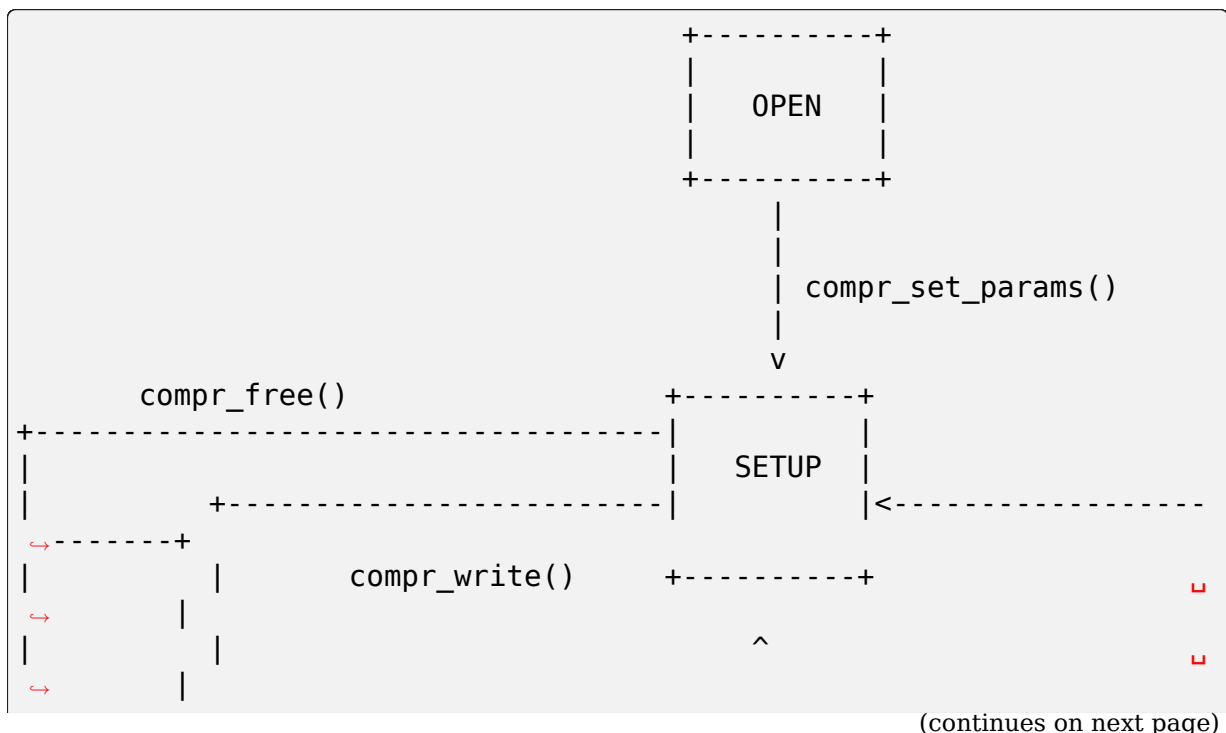 +----------+
|          |
|   OPEN   |
|          |
+----------+
|
|
| compr_set_params()
|
v
compr_free()                  +----------+
+------------------------------------|          |
|                                    |   SETUP  |
|          +-------------------------|          |<------------------
↪-------+
|          |       compr_write()     +----------+                  ␣
↪       |
|          |                              ^                        ␣
↪       |
(continues on next page)